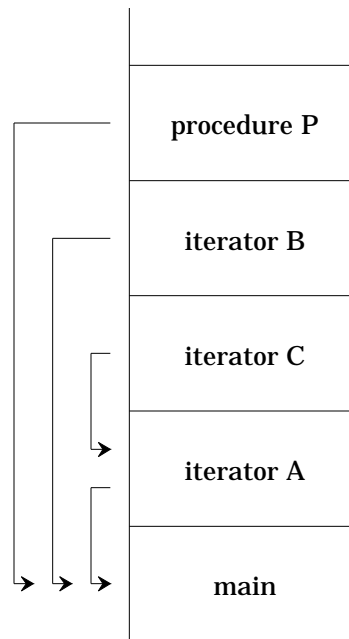 procedure P
iterator B
iterator C
iterator A
main